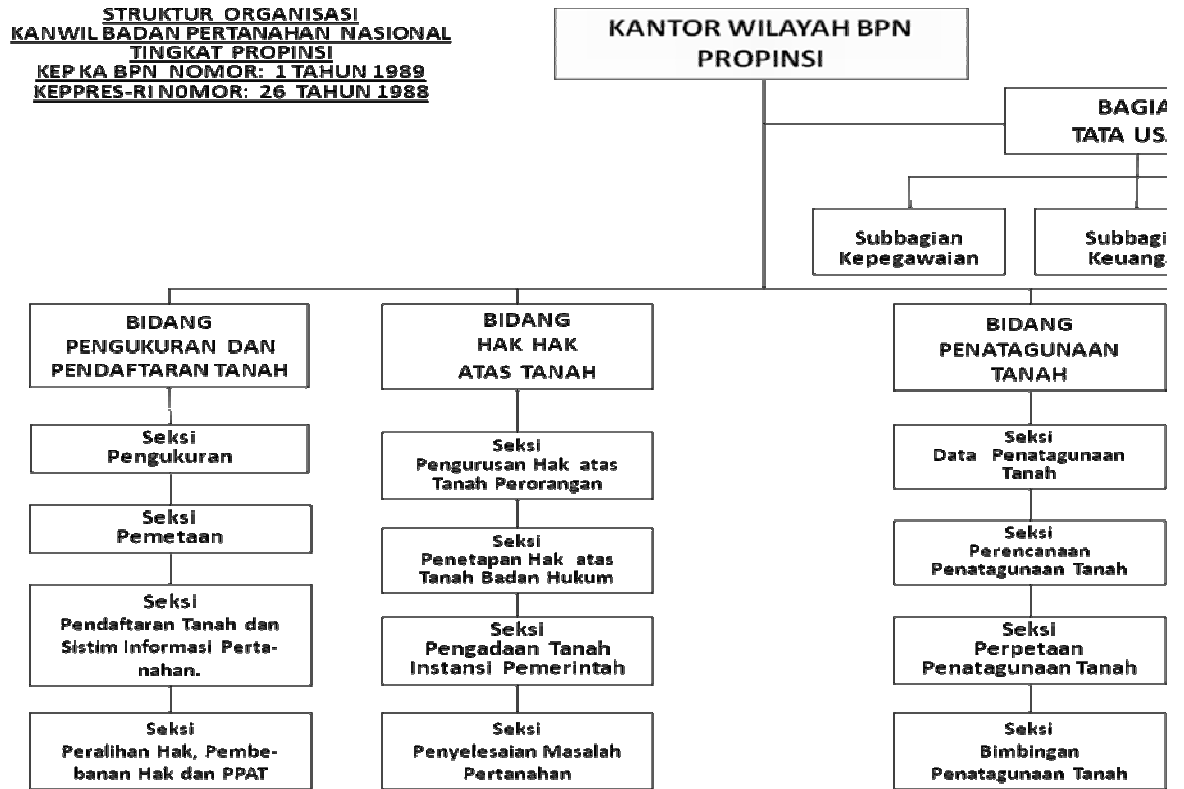 STRUKTUR ORGANISASI
KANWIL BADAN PERTANAHAN NASIONAL
TINGKAT PROPINSI
KEP KA BPN NOMOR: 1 TAHUN 1989
KEPPRES-RI N0MOR: 26 TAHUN 1988
KANTOR WILAYAH BPN
PROPINSI
TATA
Subbagian
Kepegawaian
BIDANG
PENGUKURAN DAN
PENDAFTARAN TANAH
Seksi
Pengukuran
Seksi
Pemetaan
Seksi
Pendaftaran Tanah dan
Sistim Informasi Perta-
nahan.
Seksi
Peralihan Hak, Pembe-
banan Hak dan PPAT
BIDANG
HAK HAK
ATAS TANAH
Seksi
Pengurusan Hak atas
Tanah Perorangan
Seksi
Penetapan Hak atas
Tanah Badan Hukum
Seksi
Pengadaan Tanah
Instansi Pemerintah
Seksi
Penyelesaian Masalah
Pertanahan
BIDANG
PENATAGUNAAN
TANAH
Seksi
Data Penatagunaan
Tanah
Seksi
Perencanaan
Penatagunaan Tanah
Seksi
Perpetaan
Penatagunaan Tanah
Seksi
Bimbingan
Penatagunaan Tanah